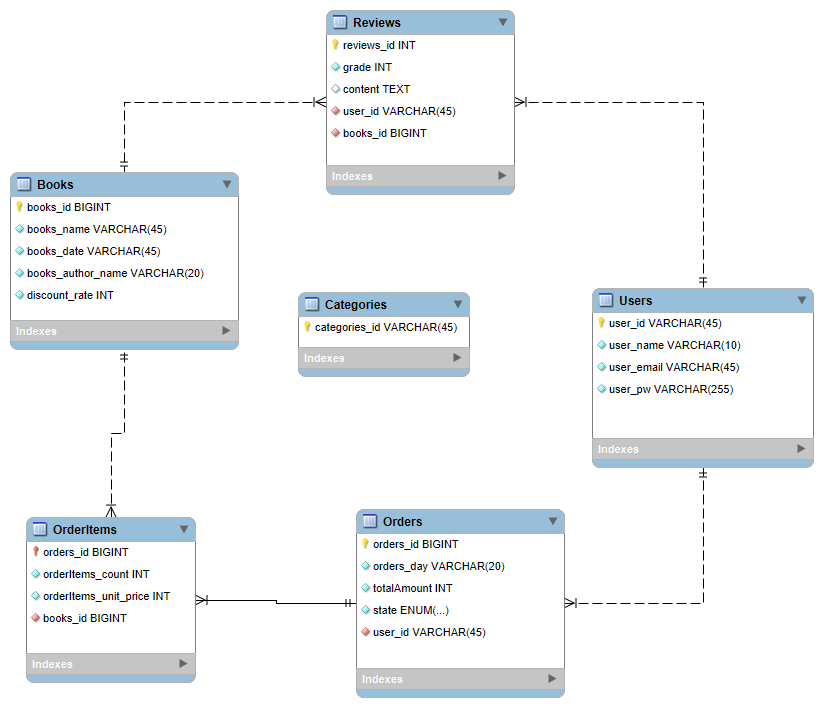 Reviews
reviews_id INT
grade INT
content TEXT
user_id VARCHAR(45)
books_id BIGINT
Indexes
Books
books_id BIGINT
books_name VARCHAR(45)
books_date VARCHAR(45)
books_author_name VARCHAR(20)
discount_rate INT
Indexes
Categories
categories_id VARCHAR(45)
Indexes
Users
user_id VARCHAR(45)
user_name VARCHAR(10)
user_email VARCHAR(45)
user_pw VARCHAR(255)
Indexes
OrderItems
orders_id BIGINT
orderItems_count INT
orderItems_unit_price INT
books_id BIGINT
Indexes
Orders
orders_id BIGINT
orders_day VARCHAR(20)
totalAmount INT
state ENUM(...)
user_id VARCHAR(45)
Indexes